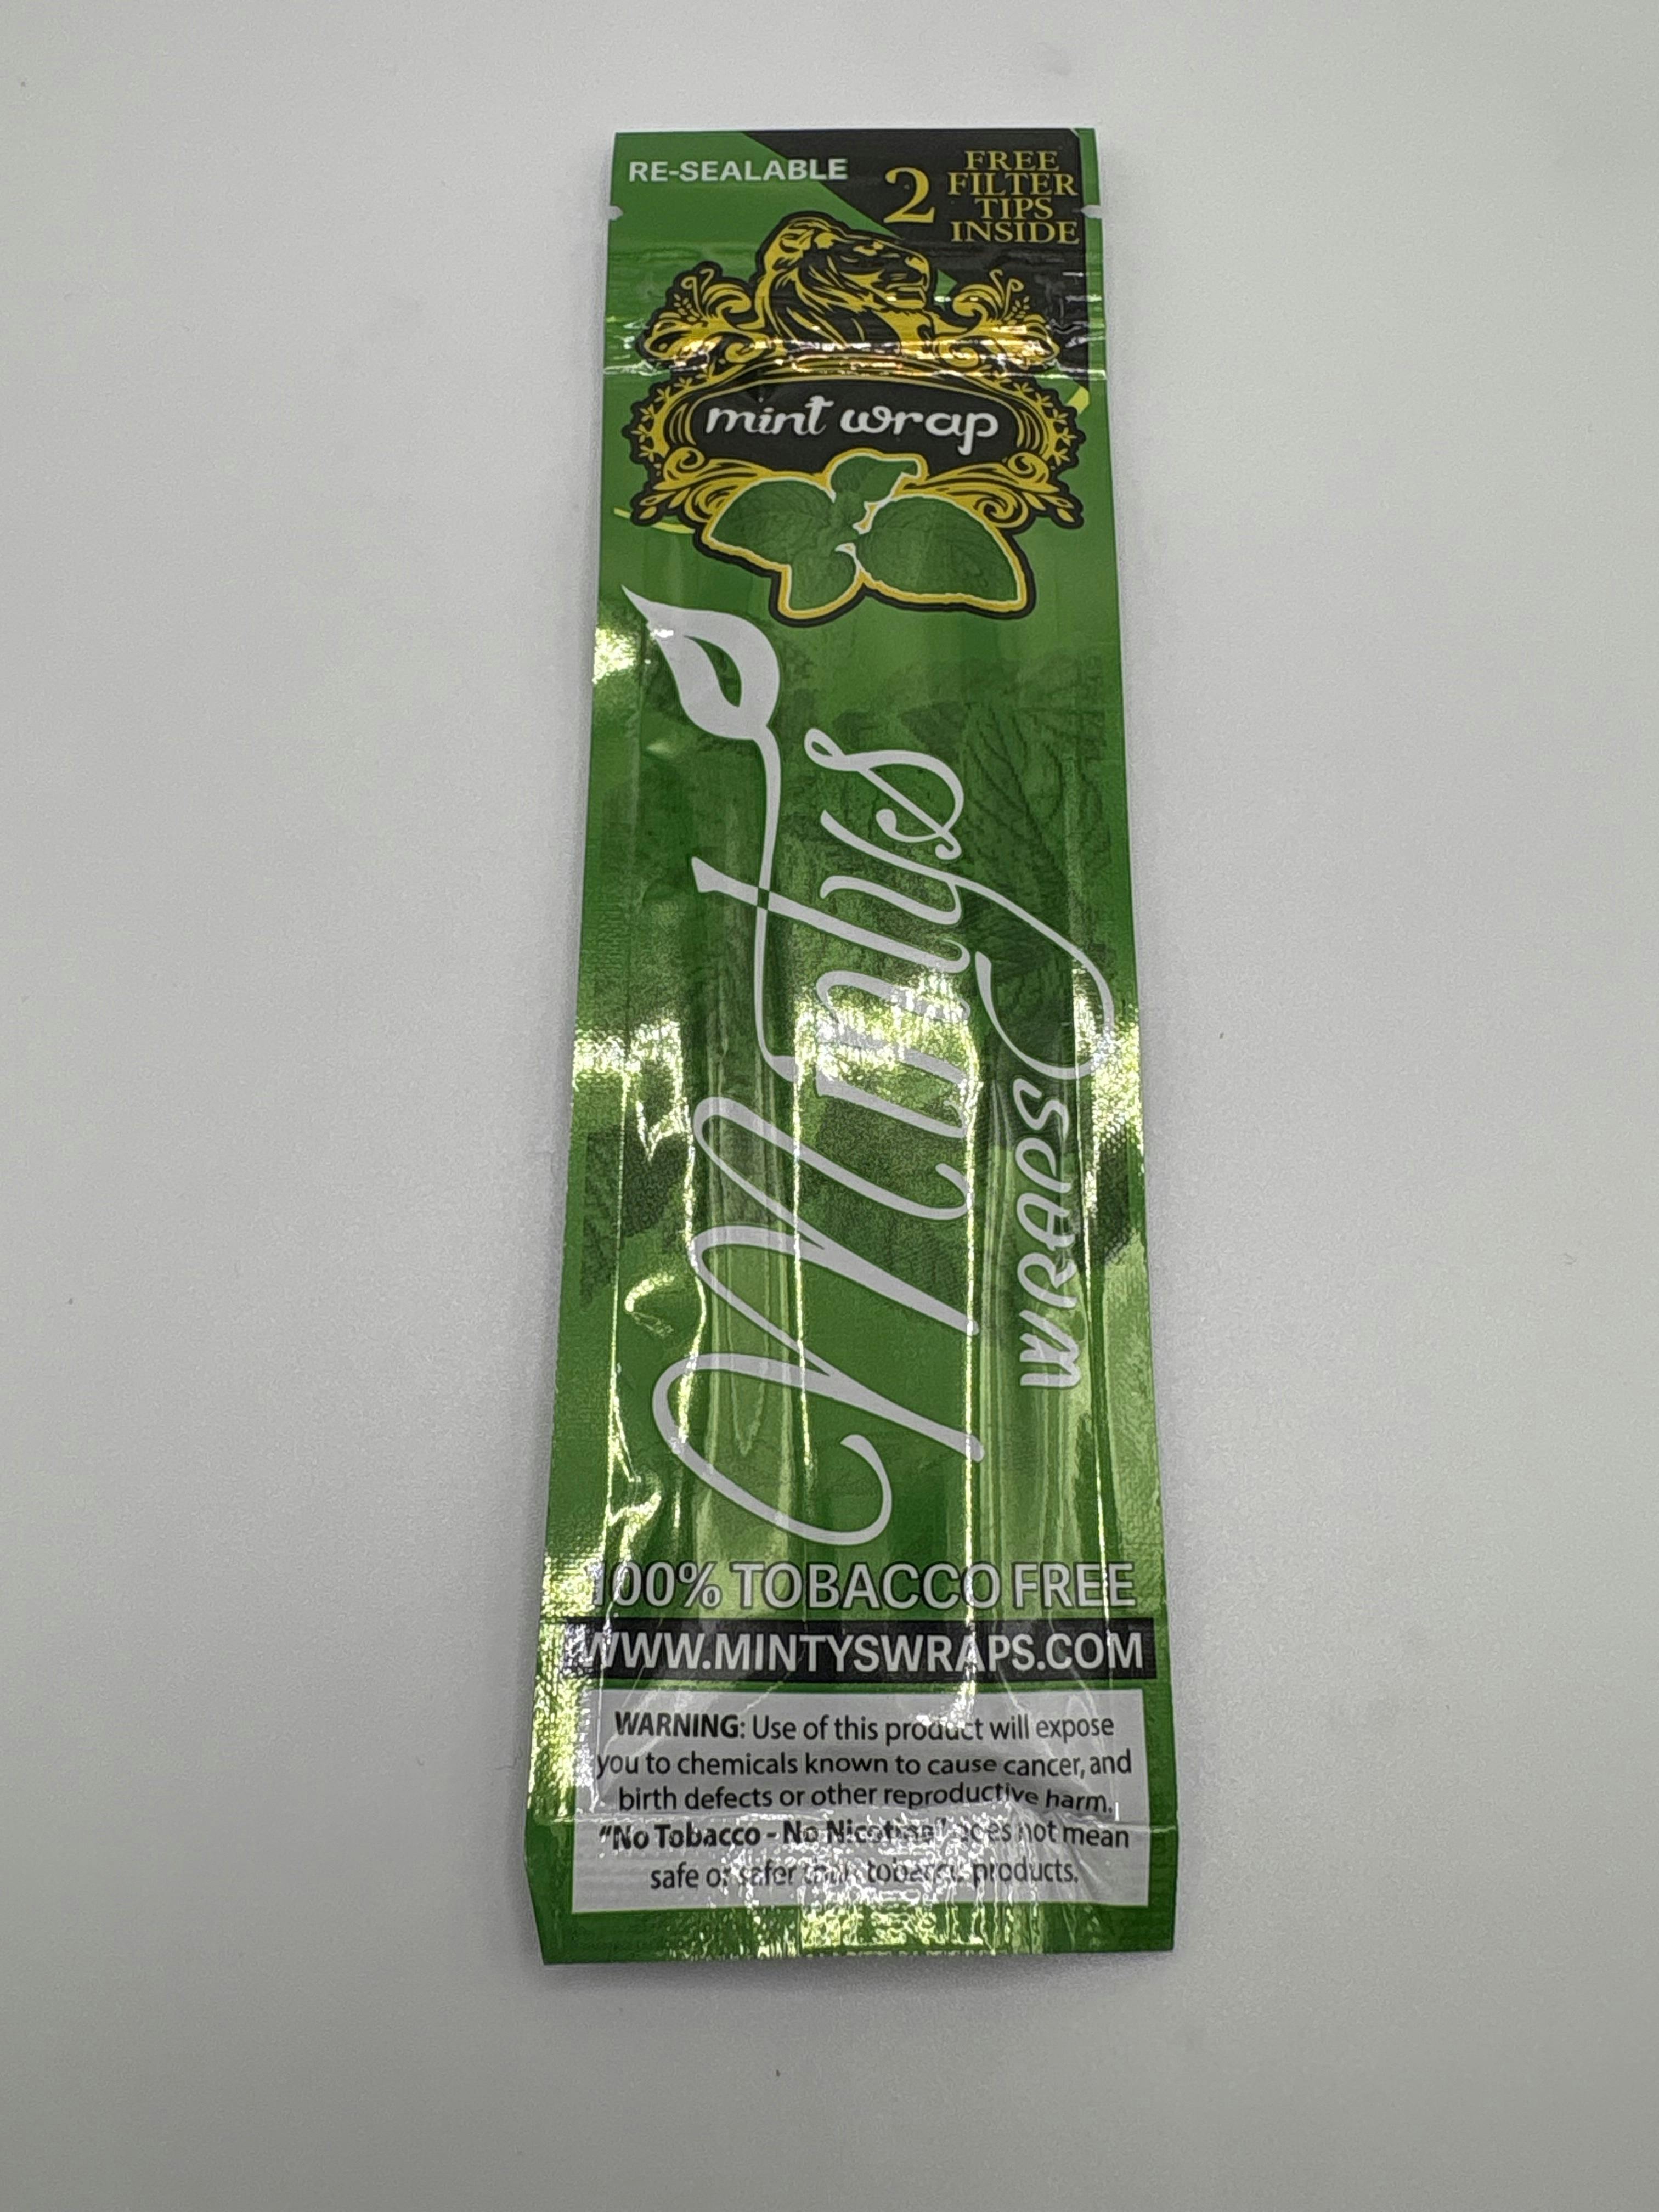 RE-SEALABLE
2
FREE
FILTER
TIPS
INSIDE
mint wrap
Mintys
WRAPS
100% TOBACCO FREE
WWW.MINTYSWRAPS.COM
WARNING: Use of this product will expose
you to chemicals known to cause cancer, and
birth defects or other reproductive harm.
"No Tobacco - No Nicotine" does not mean
safe or safer than tobacco products.